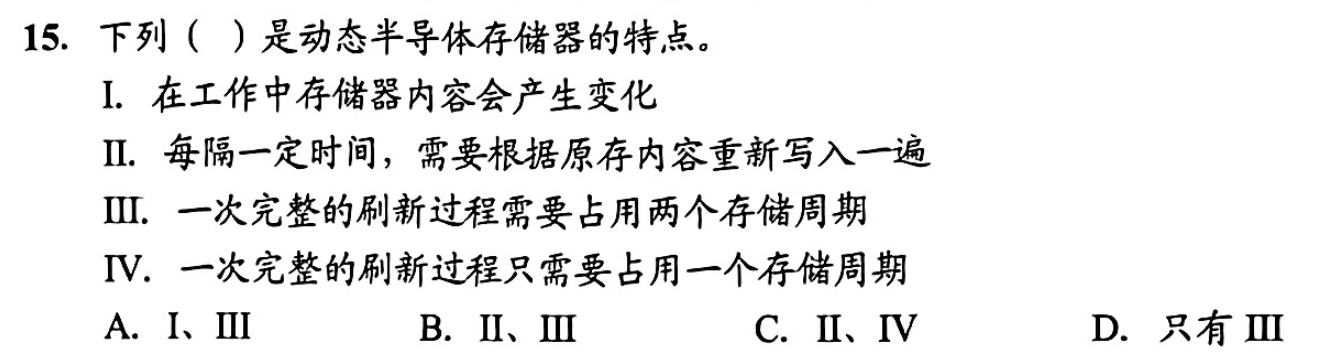 15. 下列（ ）是动态半导体存储器的特点。
I. 在工作中存储器内容会产生变化
II. 每隔一定时间，需要根据原存内容重新写入一遍
III. 一次完整的刷新过程需要占用两个存储周期
IV. 一次完整的刷新过程只需要占用一个存储周期
A. I、III B. II、III C. II、IV D. 只有 III